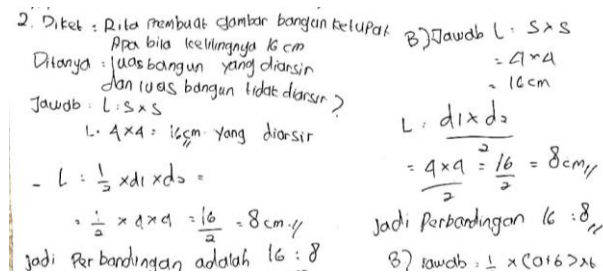 2. Diket : Rita membuat gambar bangun ketupat
Apa bila kelilingnya 16 cm
Ditanya : luas bangun yang diarsir
dan luas bangun tidak diarsir ?
Jawab : L : S x S
L . 4 x 4 = 16 cm yang diarsir
- L : 1/2 x d1 x d2 =
= 1/2 x 4 x 4 = 16/2 = 8 cm //
jadi perbandingan adalah 16 : 8
B) Jawab L : S x S
= 4 x 4
= 16 cm
L : d1 x d2 / 2
= 4 x 4 / 2 = 16/2 = 8 cm //
Jadi Perbandingan 16 : 8 //
B) Jawab : 1/2 x